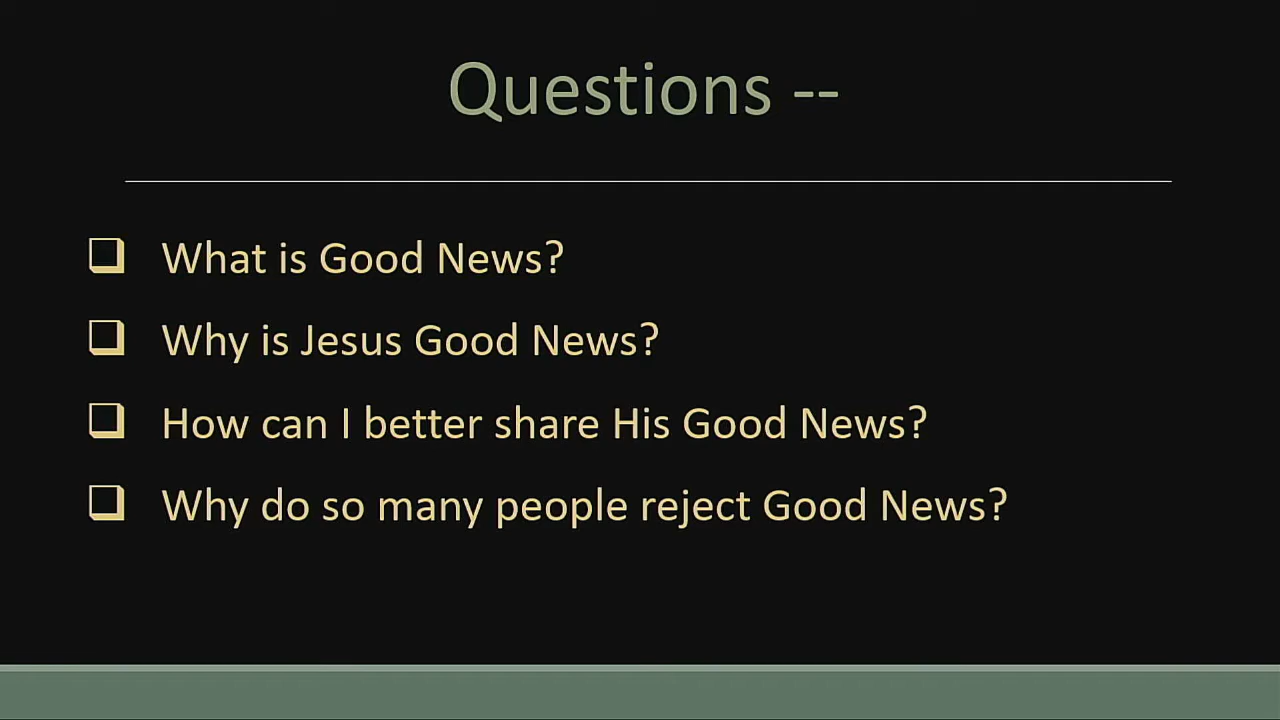 Questions --
What is Good News?
Why is Jesus Good News?
How can I better share His Good News?
Why do so many people reject Good News?